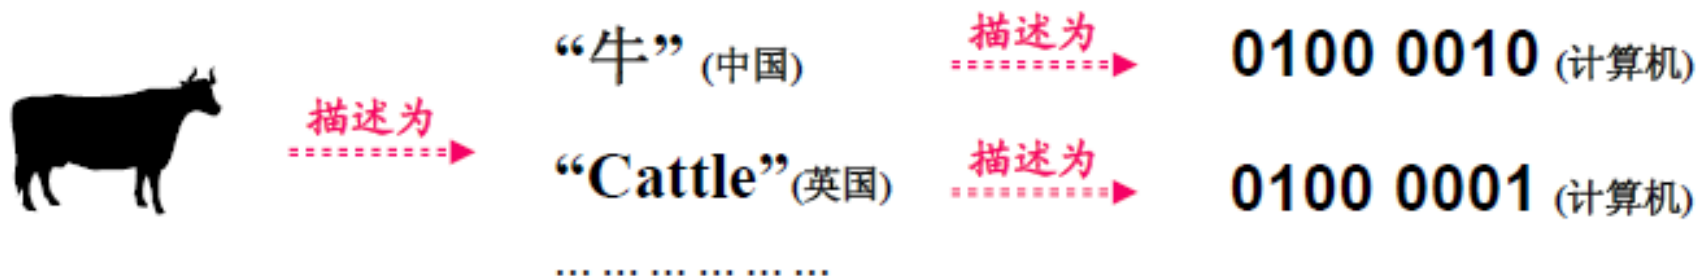 描述为
“牛” (中国) 描述为 0100 0010 (计算机)
“Cattle”(英国) 描述为 0100 0001 (计算机)
… … … … … …